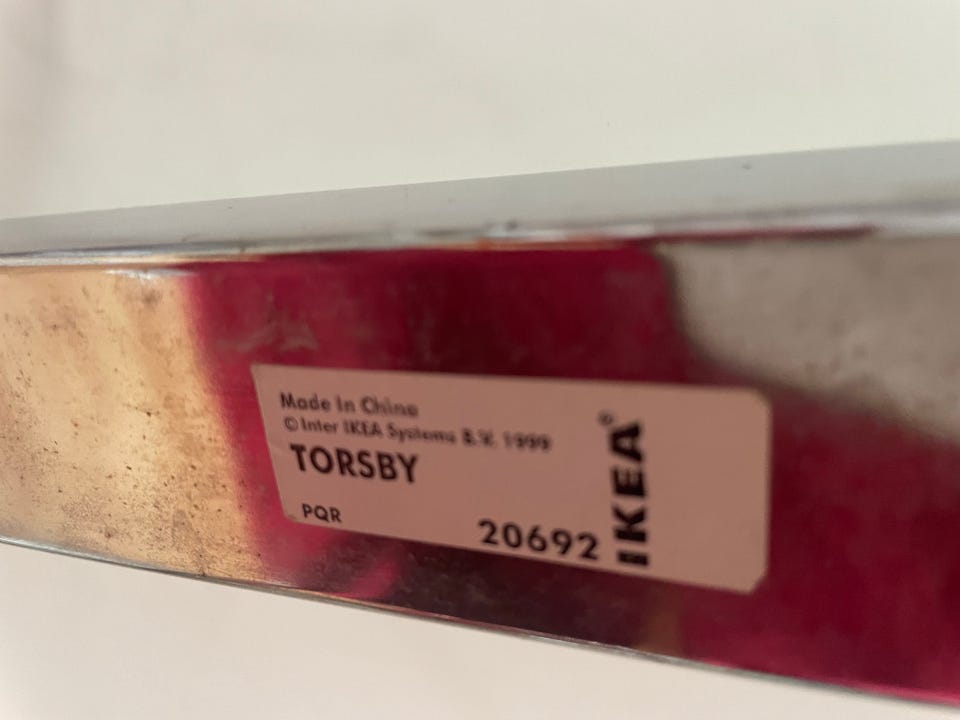 Made in China
© Inter IKEA Systems B.V. 1999
TORSBY
PQR
20692
IKEA®